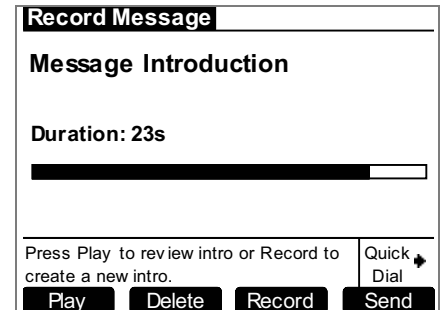 Record Message
Message Introduction
Duration: 23s
Press Play to review intro or Record to
create a new intro.
Quick
Dial
Play Delete Record Send